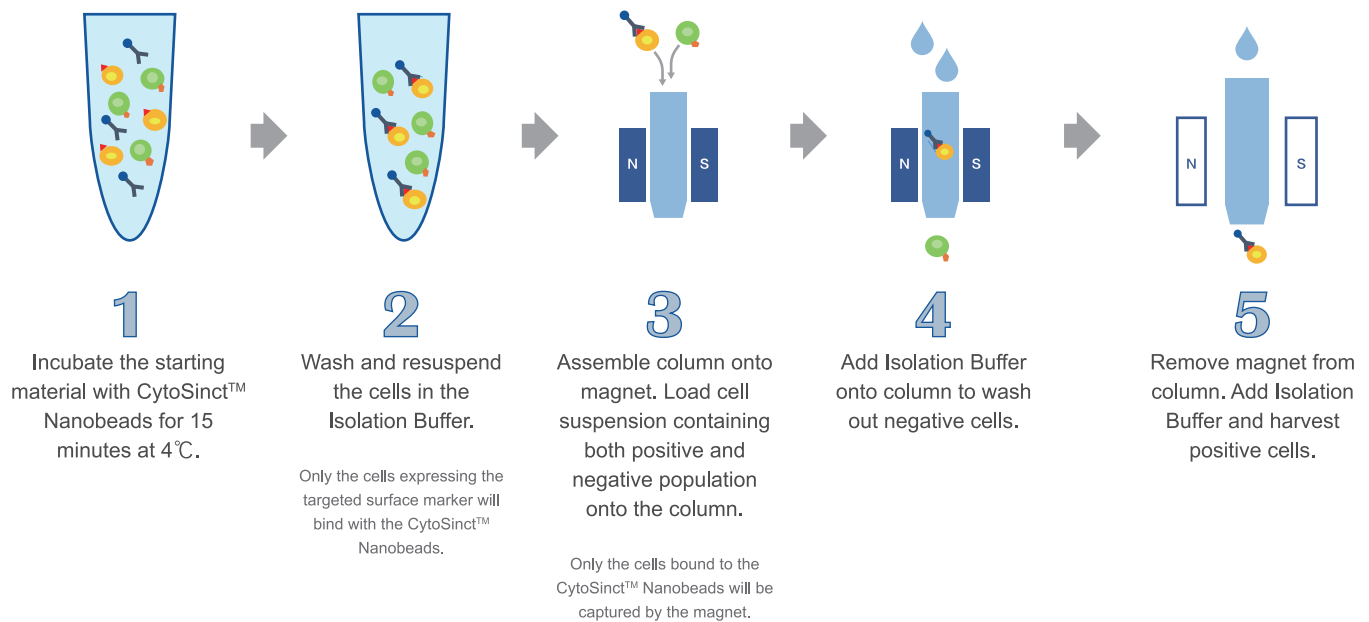 N
S
N
S
N
S
1
Incubate the starting
material with CytoSinct™
Nanobeads for 15
minutes at 4℃.
2
Wash and resuspend
the cells in the
Isolation Buffer.
Only the cells expressing the
targeted surface marker will
bind with the CytoSinct™
Nanobeads.
3
Assemble column onto
magnet. Load cell
suspension containing
both positive and
negative population
onto the column.
Only the cells bound to the
CytoSinct™ Nanobeads will be
captured by the magnet.
4
Add Isolation Buffer
onto column to wash
out negative cells.
5
Remove magnet from
column. Add Isolation
Buffer and harvest
positive cells.